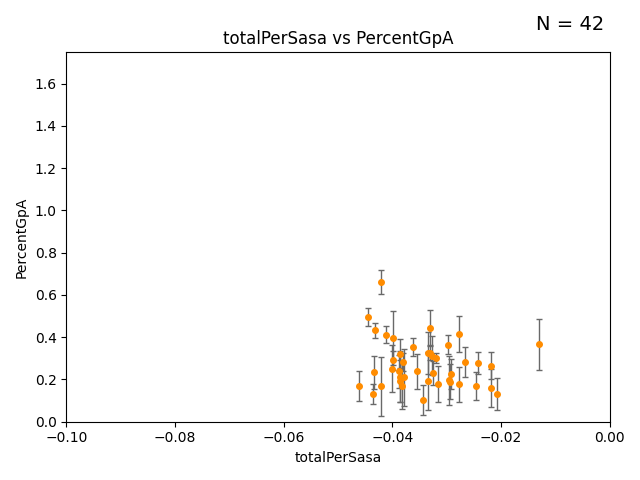 N = 42
totalPerSasa vs PercentGpA
PercentGpA
1.6
1.4
1.2
1.0
0.8
0.6
0.4
0.2
0.0
−0.10 −0.08 −0.06 −0.04 −0.02 0.00
totalPerSasa